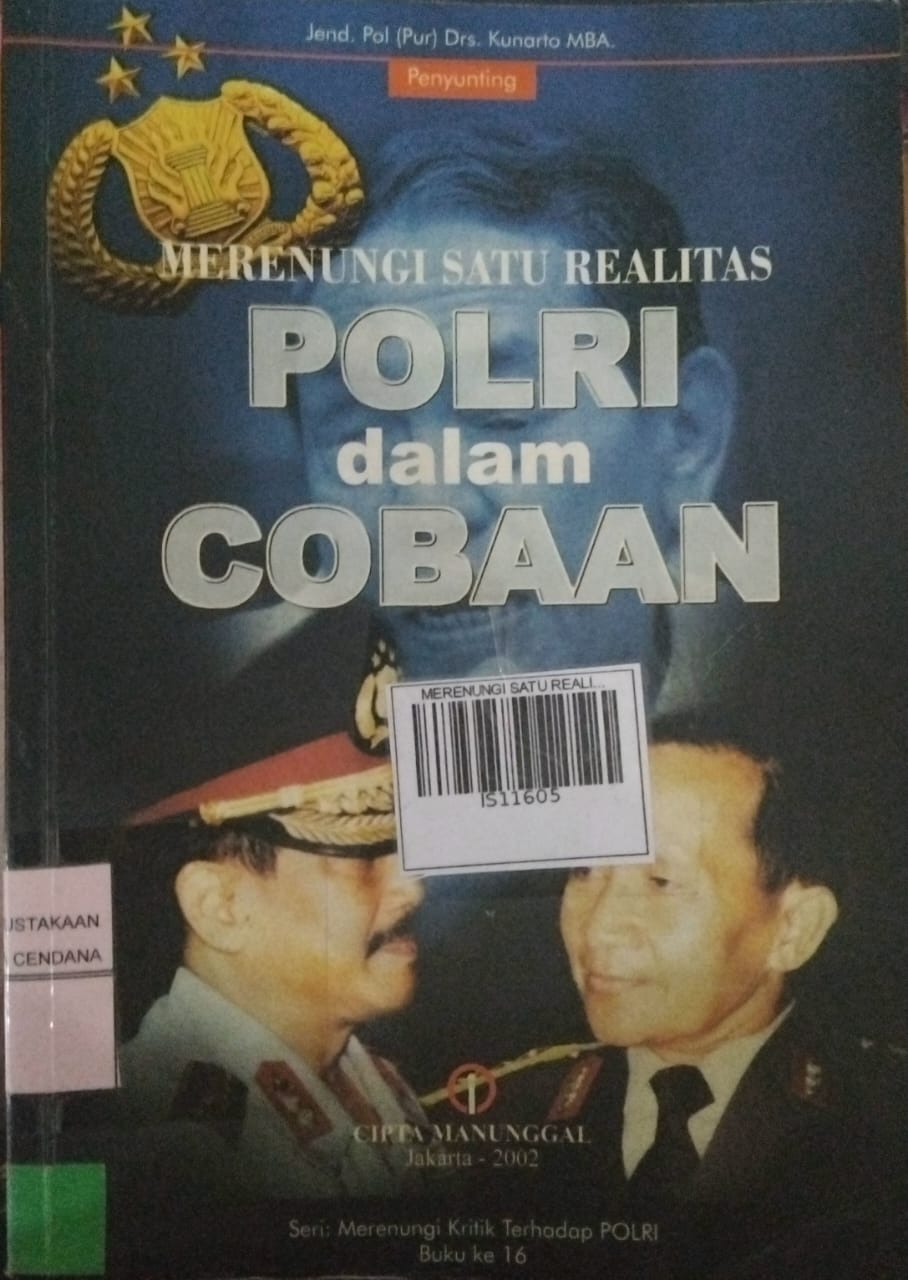 Jend. Pol (Pur) Drs. Kunarto MBA.
Penyunting
MERENUNGI SATU REALITAS
POLRI
dalam
COBAAN
MERENUNGI SATU REALI...
IS11605
USTAKAAN
CENDANA
CIPTA MANUNGGAL
Jakarta - 2002
Seri: Merenungi Kritik Terhadap POLRI
Buku ke 16